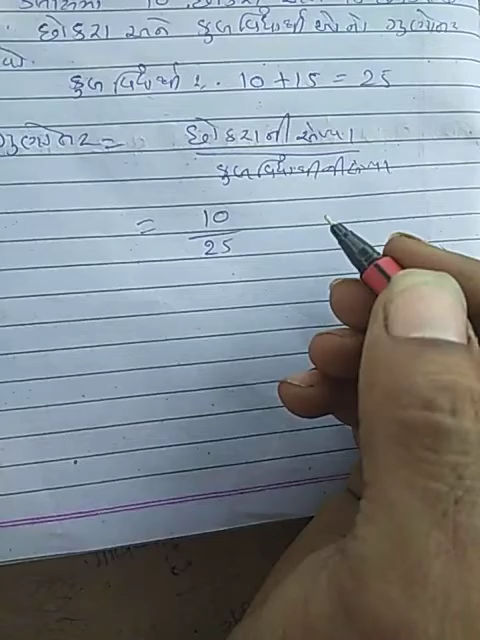 છોકરા અને કુલ વિદ્યાર્થીઓનો ગુણોત્તર
કુલ વિદ્યાર્થી :. 10 + 15 = 25
ગુણોત્તર = છોકરાની સંખ્યા
કુલ વિદ્યાર્થીની સંખ્યા
= 10
25